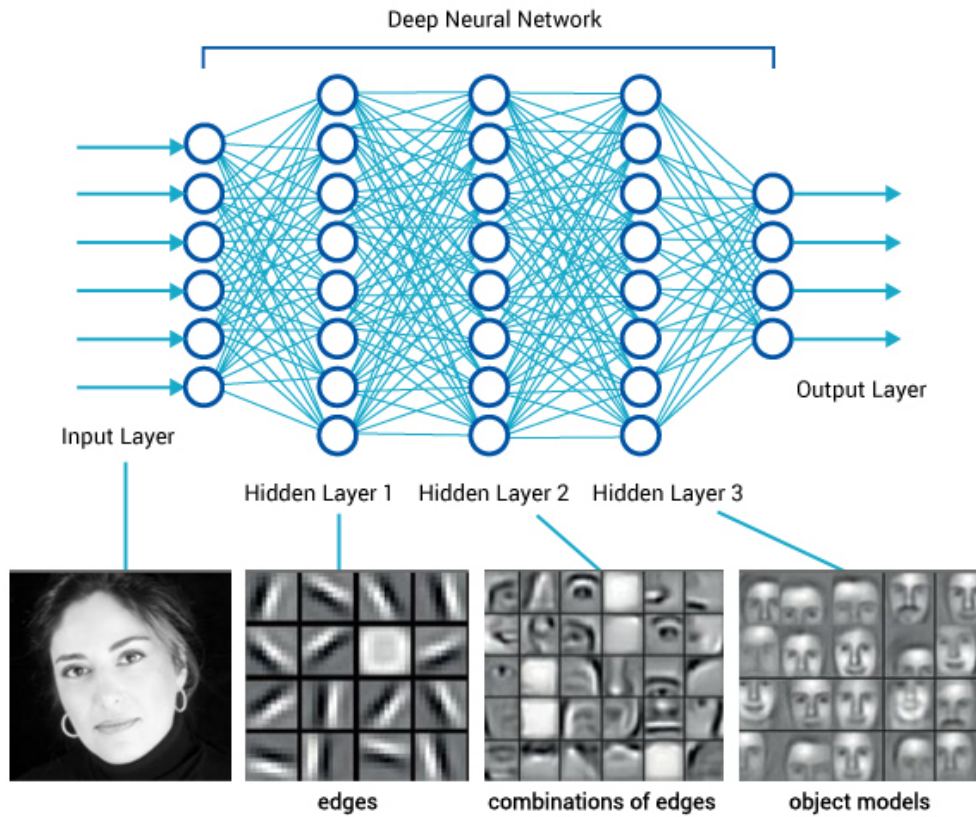 Deep Neural Network
Input Layer
Output Layer
Hidden Layer 1
Hidden Layer 2
Hidden Layer 3
edges
combinations of edges
object models